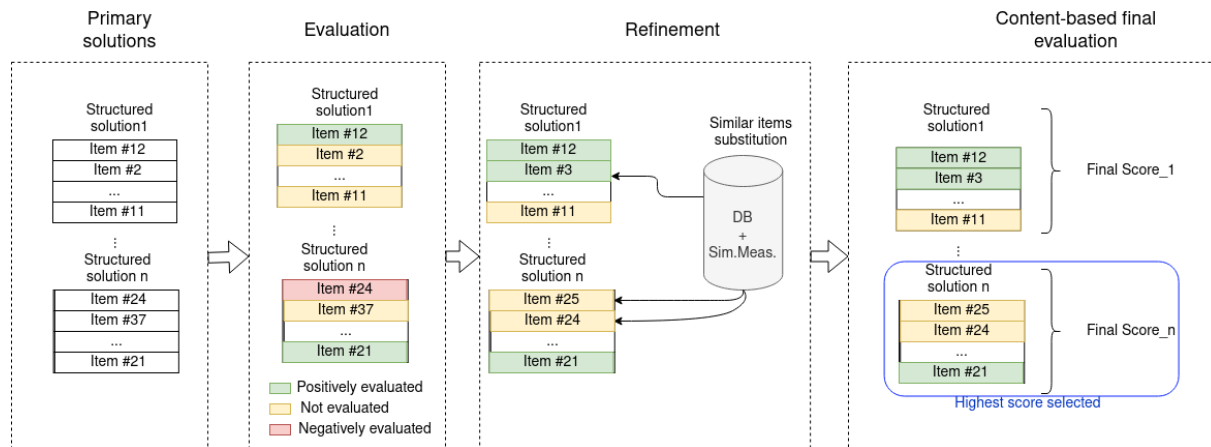 Primary
solutions
Evaluation
Refinement
Content-based final
evaluation
Structured
solution1
Item #12
Item #2
...
Item #11
...
Structured
solution n
Item #24
Item #37
...
Item #21
Structured
solution1
Item #12
Item #2
...
Item #11
...
Structured
solution n
Item #24
Item #37
...
Item #21
Positively evaluated
Not evaluated
Negatively evaluated
Structured
solution1
Item #12
Item #3
...
Item #11
...
Structured
solution n
Item #25
Item #24
...
Item #21
Similar items
substitution
DB
+
Sim.Meas.
Structured
solution1
Item #12
Item #3
...
Item #11
Final Score_1
...
Structured
solution n
Item #25
Item #24
...
Item #21
Final Score_n
Highest score selected